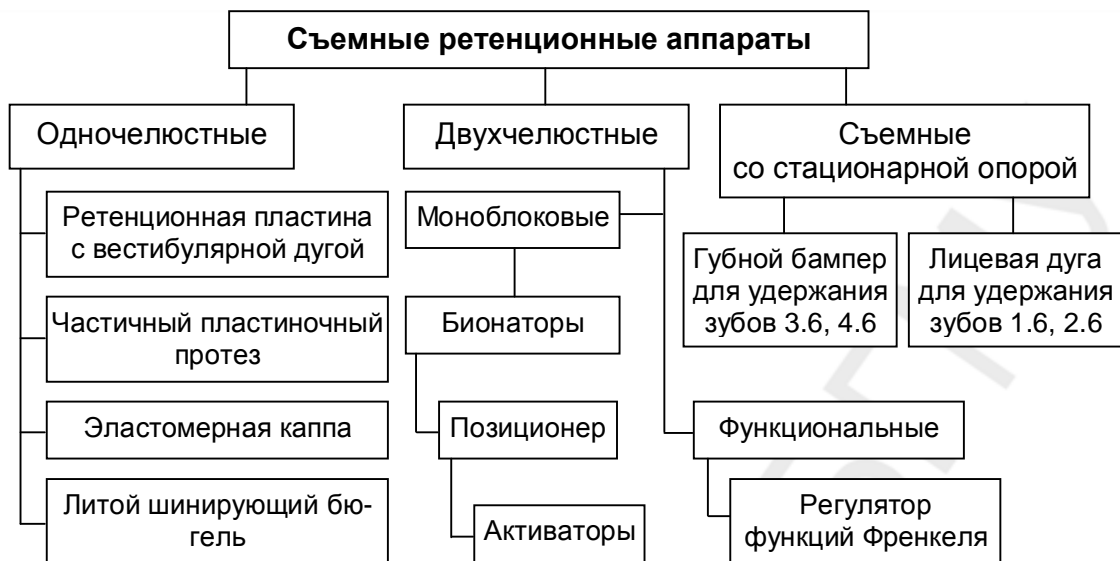 Съемные ретенционные аппараты
Одночелюстные
Ретенционная пластина
с вестибулярной дугой
Частичный пластиночный
протез
Эластомерная каппа
Литой шинирующий бю-
гель
Двухчелюстные
Моноблоковые
Бионаторы
Позиционер
Активаторы
Функциональные
Регулятор
функций Френкеля
Съемные
со стационарной опорой
Губной бампер
для удержания
зубов 3.6, 4.6
Лицевая дуга
для удержания
зубов 1.6, 2.6